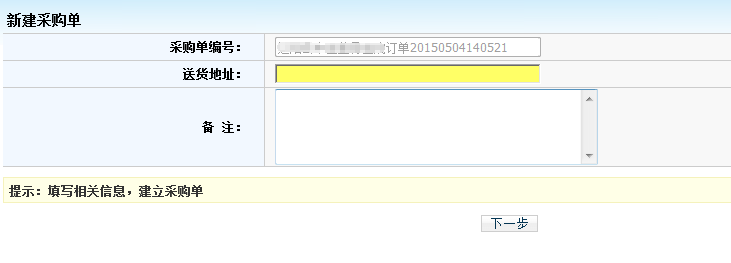 新建采购单
采购单编号：订单20150504140521
送货地址：
备 注：
提示：填写相关信息，建立采购单
下一步